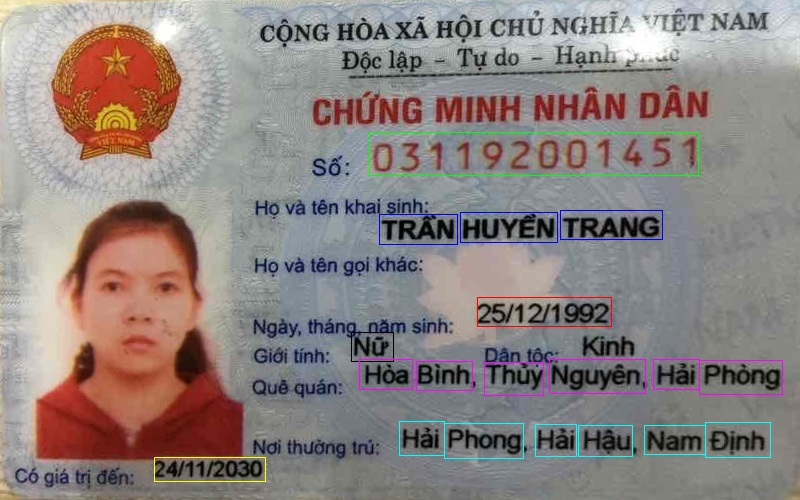 CỘNG HÒA XÃ HỘI CHỦ NGHĨA VIỆT NAM
Độc lập - Tự do - Hạnh phúc
CHỨNG MINH NHÂN DÂN
Số: 0311920001451
Họ và tên khai sinh:
TRẦN HUYỀN TRANG
Họ và tên gọi khác:
Ngày, tháng, năm sinh: 25/12/1992
Giới tính: Nữ Dân tộc: Kinh
Quê quán: Hòa Bình, Thủy Nguyên, Hải Phòng
Nơi thường trú: Hải Phong, Hải Hậu, Nam Định
Có giá trị đến: 24/11/2030